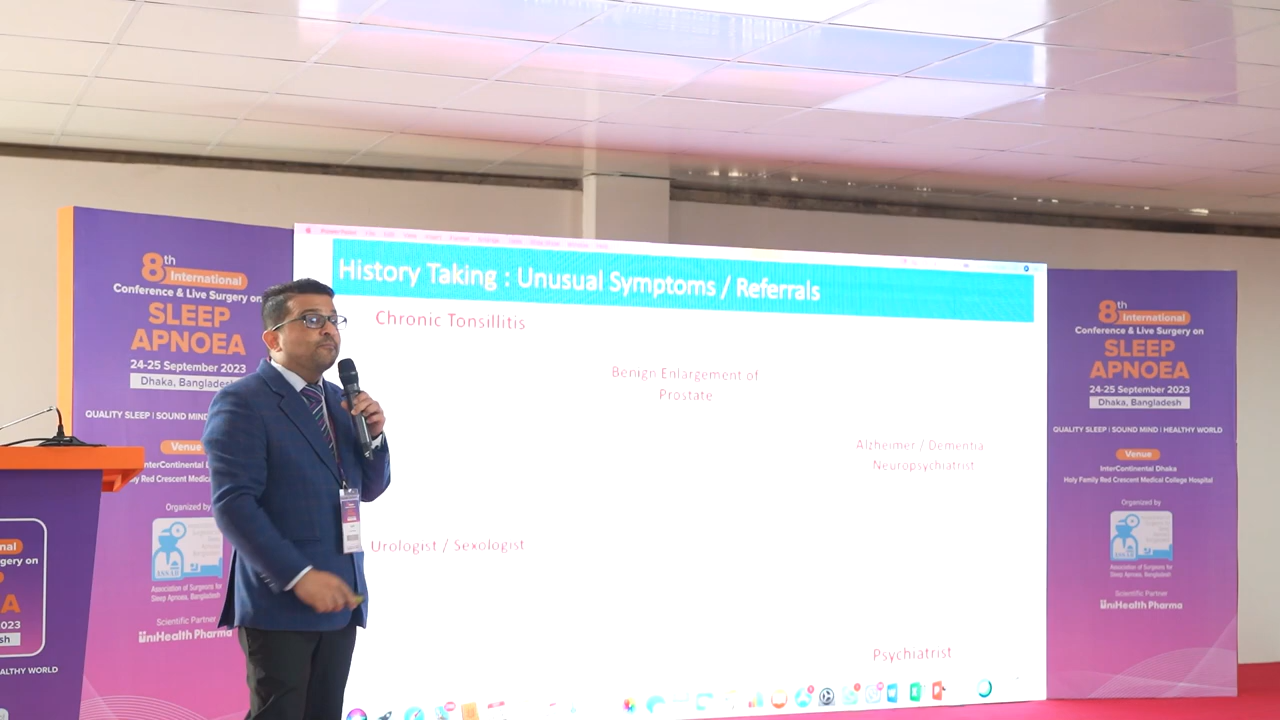 8th
International
Conference & Live Surgery on
SLEEP
APNOEA
24-25 September 2023
Dhaka, Bangladesh
QUALITY SLEEP | SOUND MIND
Venue
InterContinental
Red Crescent Medical
Organized by
Association of Surgeons for
Sleep Apnoea, Bangladesh
Scientific Partner
UniHealth Pharma
History Taking : Unusual Symptoms / Referrals
Chronic Tonsillitis
Benign Enlargement of
Prostate
Alzheimer / Dementia
Neuropsychiatrist
Urologist / Sexologist
Psychiatrist
8th
International
Conference & Live Surgery on
SLEEP
APNOEA
24-25 September 2023
Dhaka, Bangladesh
QUALITY SLEEP | SOUND MIND | HEALTHY WORLD
Venue
InterContinental Dhaka
Holy Family Red Crescent Medical College Hospital
Organized by
Association of Surgeons for
Sleep Apnoea, Bangladesh
Scientific Partner
UniHealth Pharma